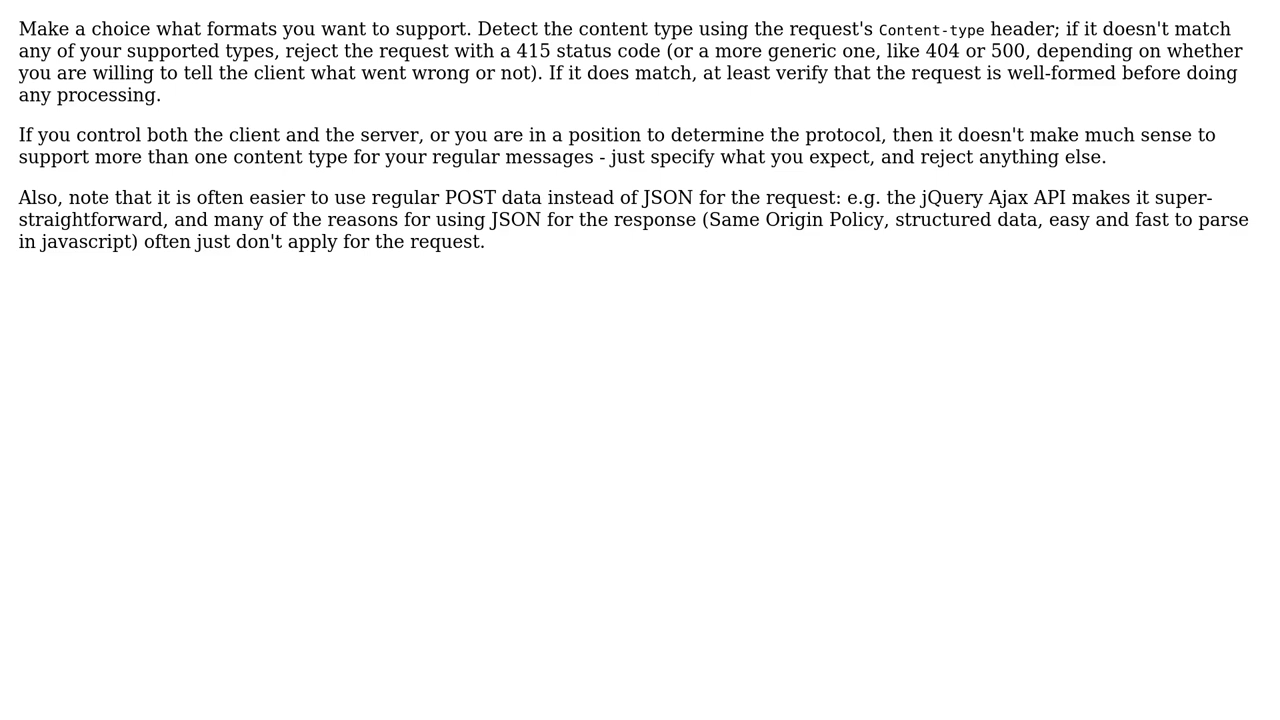 Make a choice what formats you want to support. Detect the content type using the request's Content-type header; if it doesn't match
any of your supported types, reject the request with a 415 status code (or a more generic one, like 404 or 500, depending on whether
you are willing to tell the client what went wrong or not). If it does match, at least verify that the request is well-formed before doing
any processing.
If you control both the client and the server, or you are in a position to determine the protocol, then it doesn't make much sense to
support more than one content type for your regular messages - just specify what you expect, and reject anything else.
Also, note that it is often easier to use regular POST data instead of JSON for the request: e.g. the jQuery Ajax API makes it super-
straightforward, and many of the reasons for using JSON for the response (Same Origin Policy, structured data, easy and fast to parse
in javascript) often just don't apply for the request.